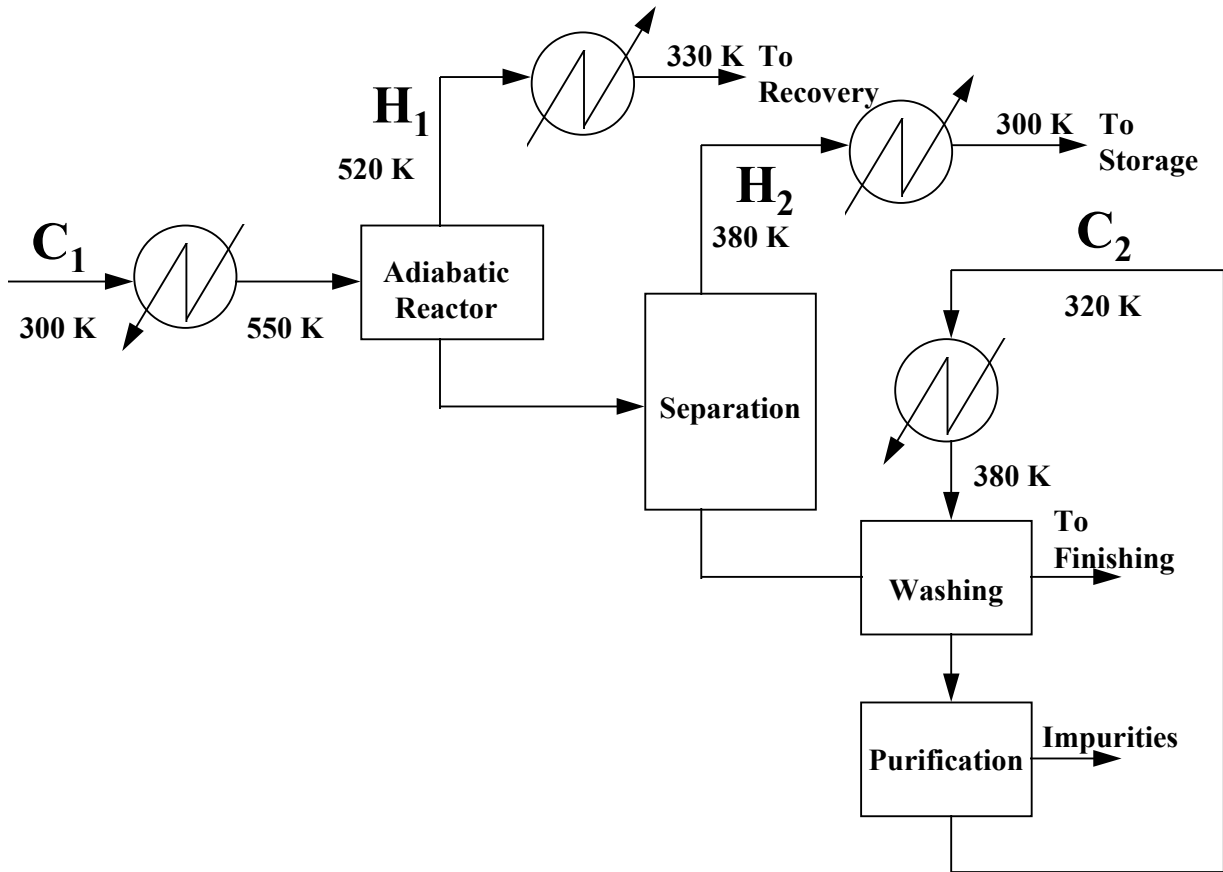 330 K To
Recovery
H1
520 K
300 K To
Storage
H2
380 K
C1
300 K
550 K
Adiabatic
Reactor
C2
320 K
Separation
380 K
To
Finishing
Washing
Purification
Impurities